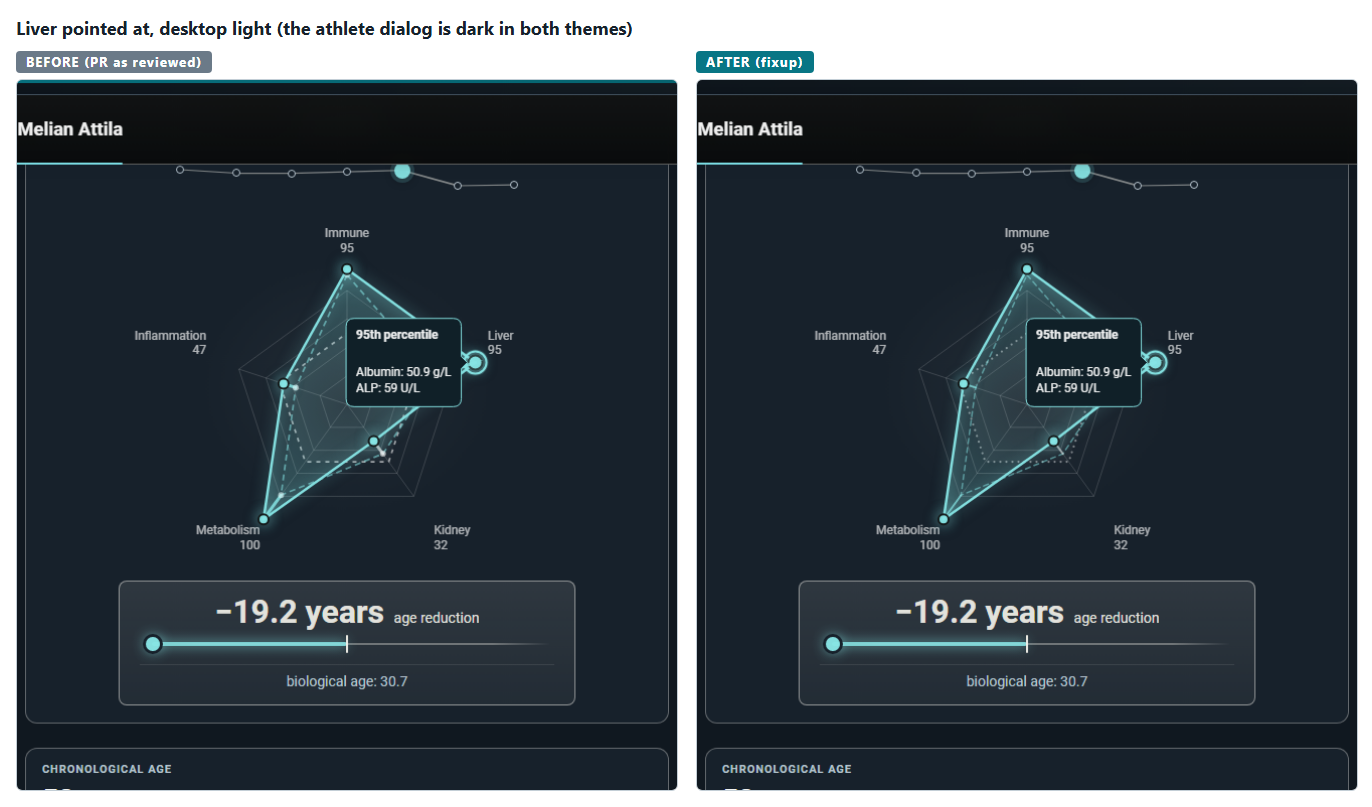 Liver pointed at, desktop light (the athlete dialog is dark in both themes)
BEFORE (PR as reviewed)
Melian Attila
Immune
95
Inflammation
47
95th percentile
Albumin: 50.9 g/L
ALP: 59 U/L
Liver
95
Metabolism
100
Kidney
32
−19.2 years age reduction
biological age: 30.7
CHRONOLOGICAL AGE
AFTER (fixup)
Melian Attila
Immune
95
Inflammation
47
95th percentile
Albumin: 50.9 g/L
ALP: 59 U/L
Liver
95
Metabolism
100
Kidney
32
−19.2 years age reduction
biological age: 30.7
CHRONOLOGICAL AGE